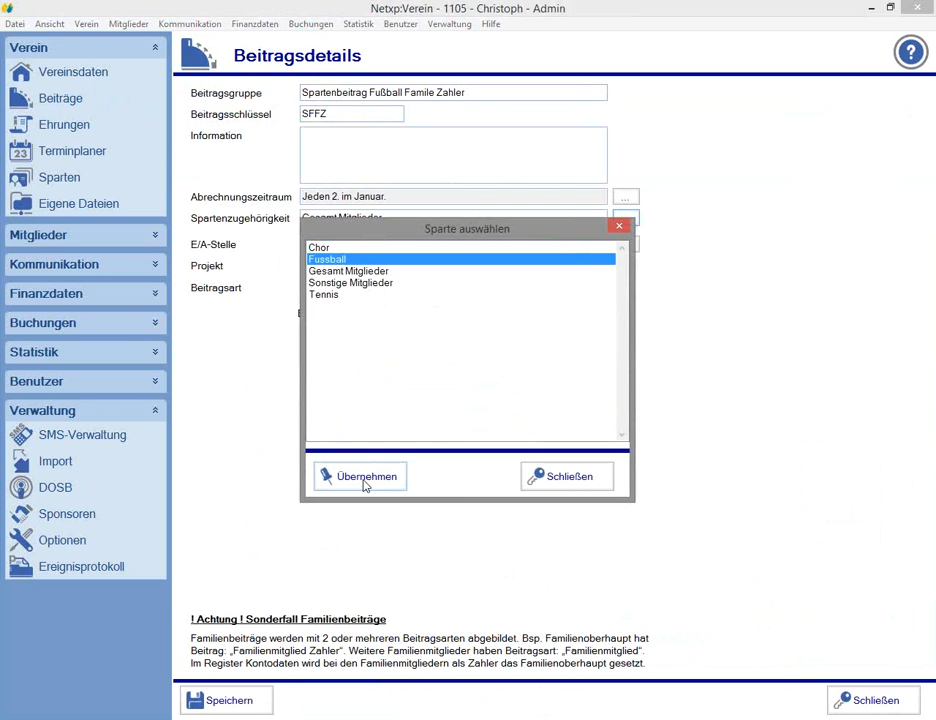 Netxp:Verein - 1105 - Christoph - Admin
Datei Ansicht Verein Mitglieder Kommunikation Finanzdaten Buchungen Statistik Benutzer Verwaltung Hilfe
Verein
Vereinsdaten
Beiträge
Ehrungen
23 Terminplaner
Sparten
Eigene Dateien
Mitglieder
Kommunikation
Finanzdaten
Buchungen
Statistik
Benutzer
Verwaltung
SMS-Verwaltung
Import
DOSB
Sponsoren
Optionen
Ereignisprotokoll
Beitragsdetails
?
Beitragsgruppe Spartenbeitrag Fußball Famile Zahler
Beitragsschlüssel SFFZ
Information
Abrechnungszeitraum Jeden 2. im Januar. ...
Spartenzugehörigkeit Gesamt Mitglieder
E/A-Stelle
Projekt
Beitragsart
Sparte auswählen
Chor
Fussball
Gesamt Mitglieder
Sonstige Mitglieder
Tennis
Übernehmen Schließen
! Achtung ! Sonderfall Familienbeiträge
Familienbeiträge werden mit 2 oder mehreren Beitragsarten abgebildet. Bsp. Familienoberhaupt hat
Beitrag: „Familienmitglied Zahler“. Weitere Familienmitglieder haben Beitragsart: „Familienmitglied“.
Im Register Kontodaten wird bei den Familienmitgliedern als Zahler das Familienoberhaupt gesetzt.
Speichern Schließen